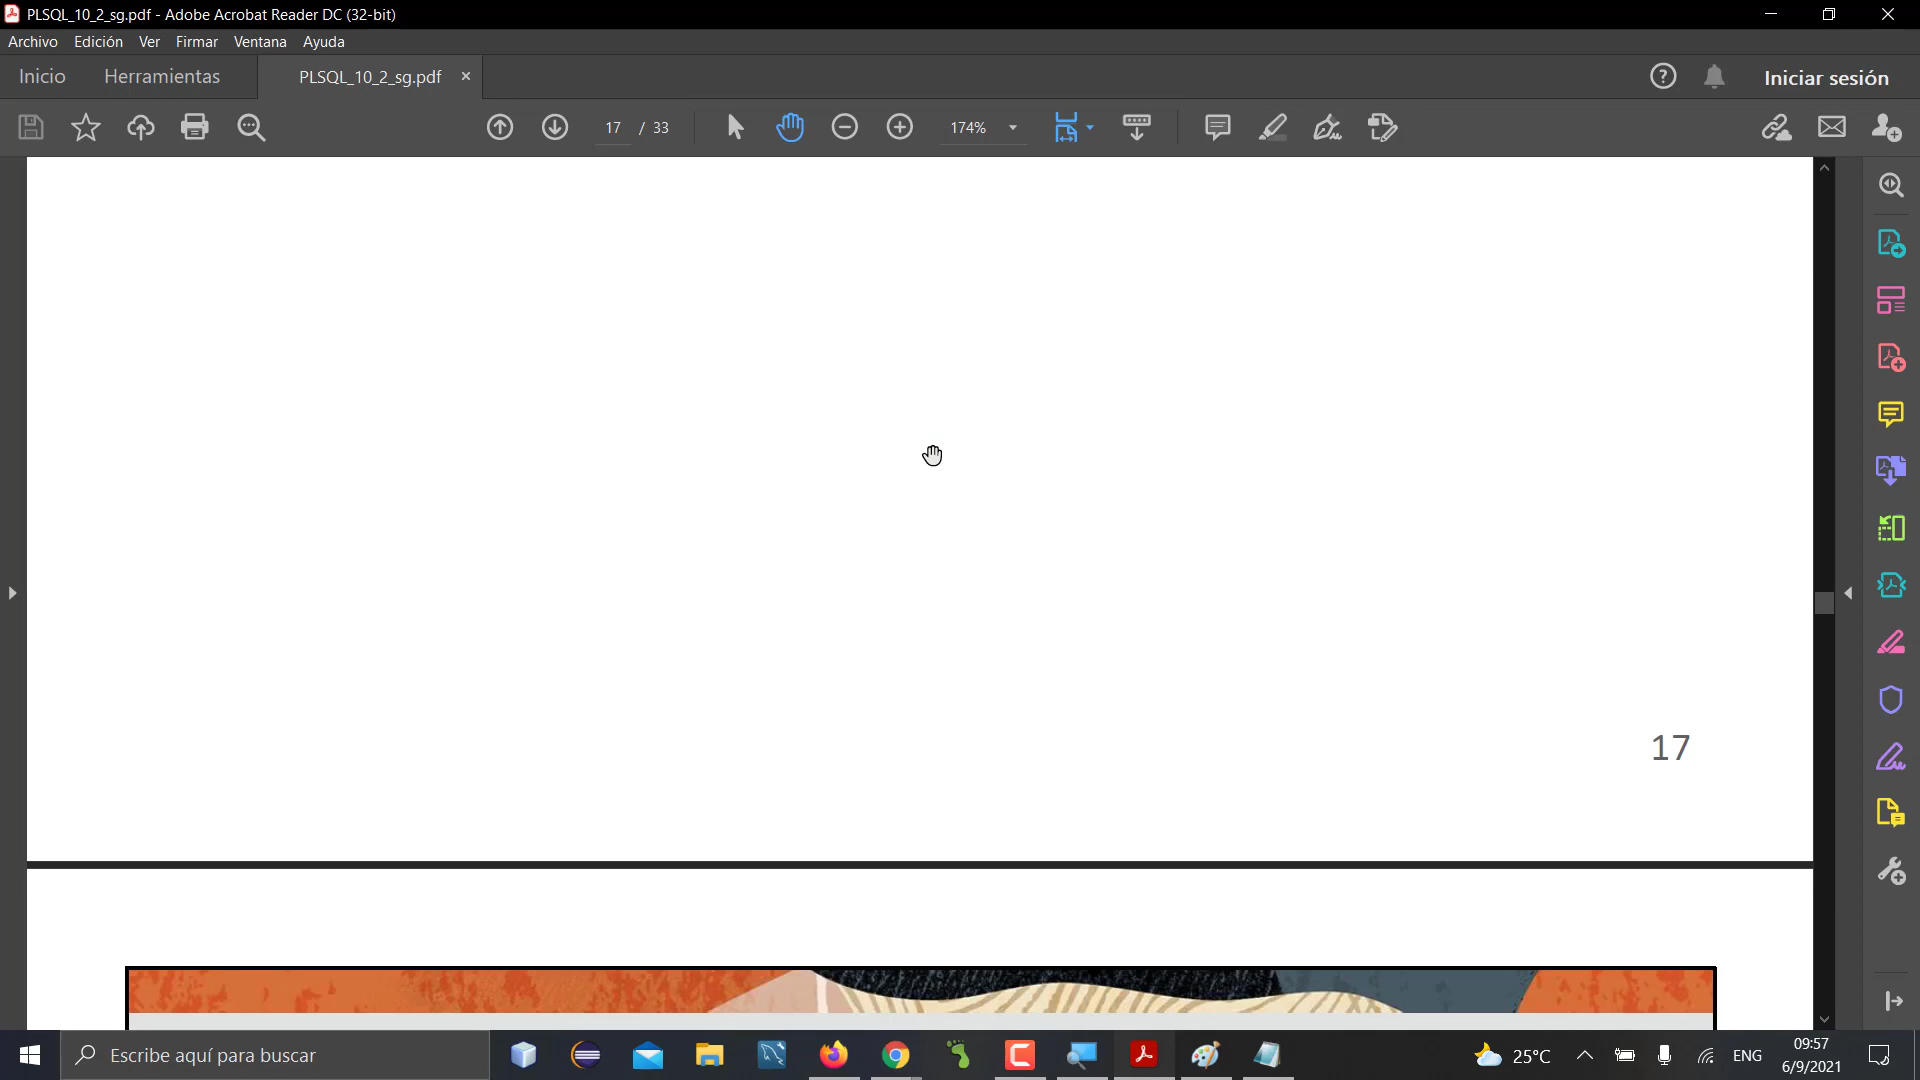 PLSQL_10_2_sg.pdf - Adobe Acrobat Reader DC (32-bit)
Archivo Edición Ver Firmar Ventana Ayuda
Inicio Herramientas PLSQL_10_2_sg.pdf × Iniciar sesión
17 / 33 174%
17
Escribe aquí para buscar
25°C ENG
09:57
6/9/2021